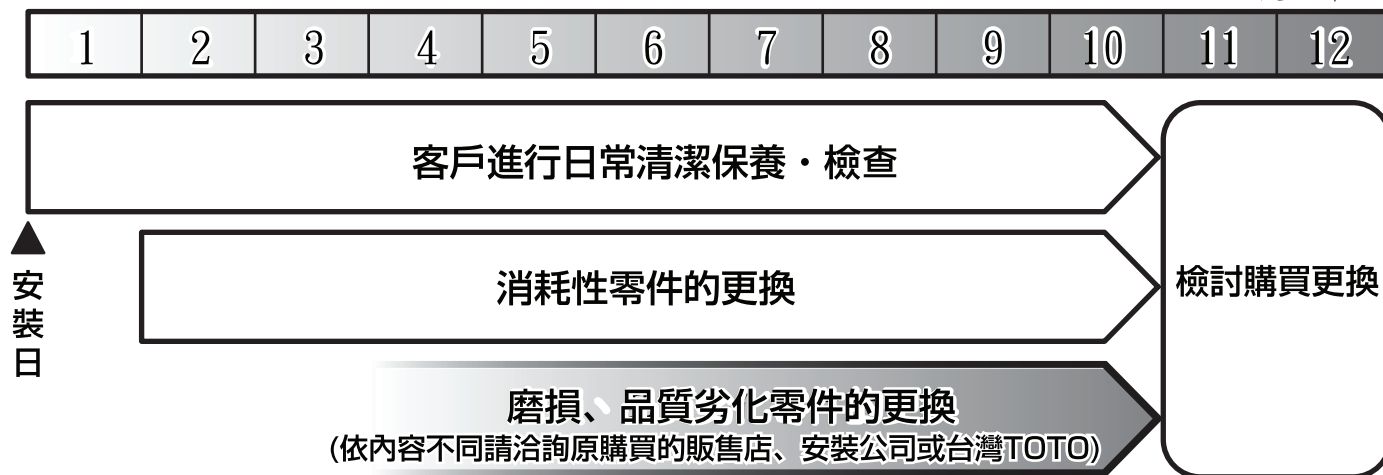 1 2 3 4 5 6 7 8 9 10 11 12
客戶進行日常清潔保養・檢查
安裝日
消耗性零件的更換
檢討購買更換
磨損、品質劣化零件的更換
(依內容不同請洽詢原購買的販售店、安裝公司或台灣TOTO)